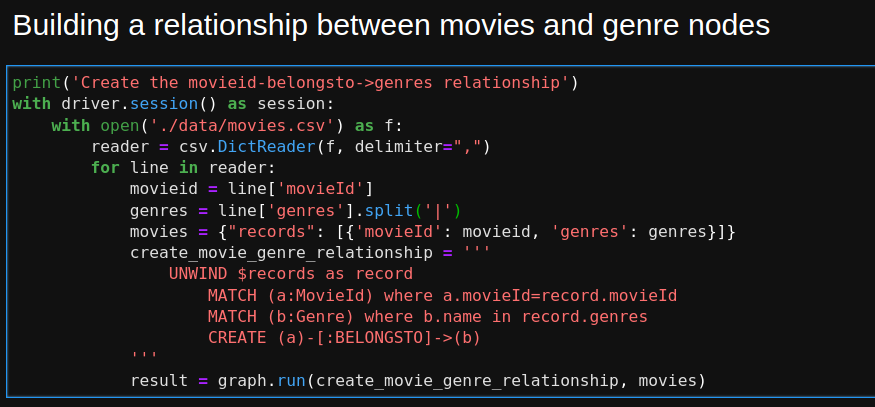 Building a relationship between movies and genre nodes
print('Create the movieid-belongsto->genres relationship')
with driver.session() as session:
    with open('./data/movies.csv') as f:
        reader = csv.DictReader(f, delimiter=",")
        for line in reader:
            movieid = line['movieId']
            genres = line['genres'].split('|')
            movies = {"records": [{'movieId': movieid, 'genres': genres}]}
            create_movie_genre_relationship = '''
                UNWIND $records as record
                    MATCH (a:MovieId) where a.movieId=record.movieId
                    MATCH (b:Genre) where b.name in record.genres
                    CREATE (a)-[:BELONGSTO]->(b)
            '''
            result = graph.run(create_movie_genre_relationship, movies)